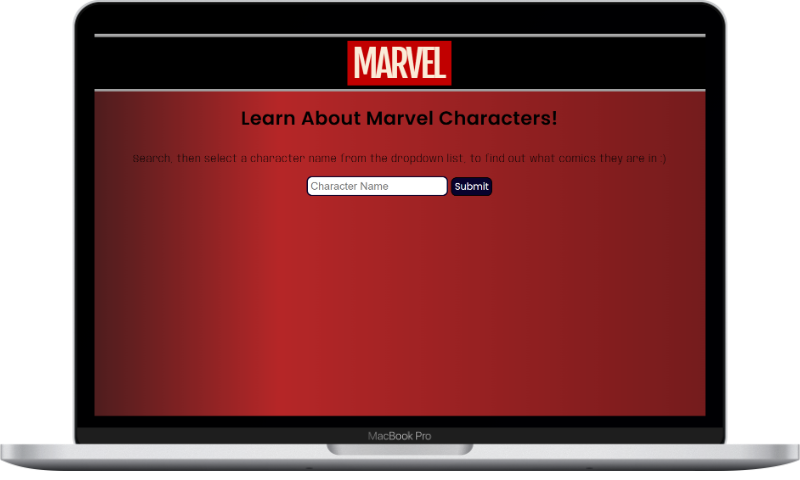 MARVEL
Learn About Marvel Characters!
Search, then select a character name from the dropdown list, to find out what comics they are in :)
Character Name Submit
MacBook Pro